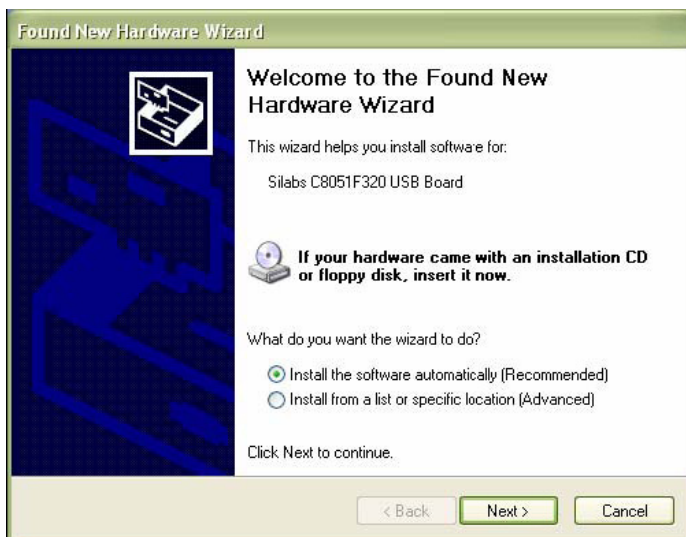 Found New Hardware Wizard
Welcome to the Found New
Hardware Wizard
This wizard helps you install software for:
Silabs C8051F320 USB Board
If your hardware came with an installation CD
or floppy disk, insert it now.
What do you want the wizard to do?
Install the software automatically (Recommended)
Install from a list or specific location (Advanced)
Click Next to continue.
< Back Next > Cancel